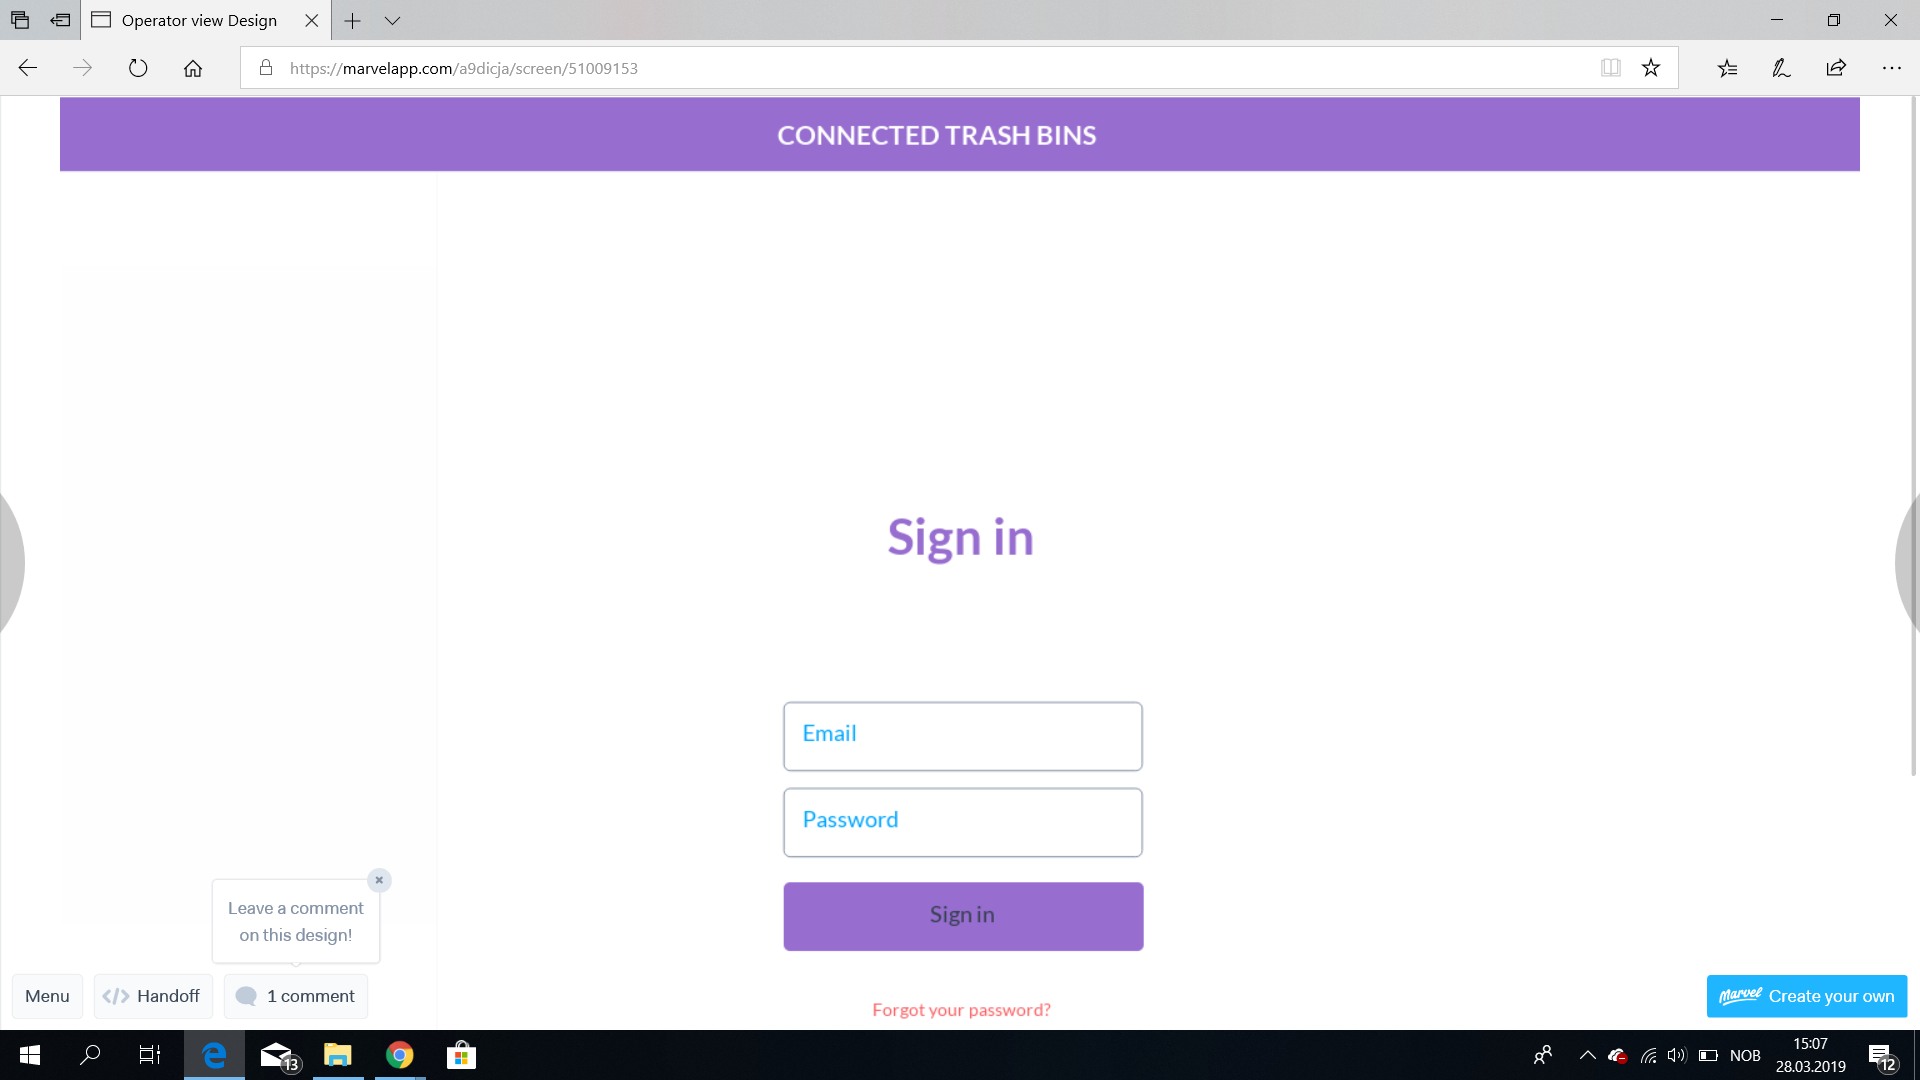 Operator view Design
https://marvelapp.com/a9dicja/screen/51009153
CONNECTED TRASH BINS
Sign in
Email
Password
Sign in
Forgot your password?
Leave a comment
on this design!
Menu
</> Handoff
1 comment
Marvel Create your own
13
NOB
15:07
28.03.2019
12